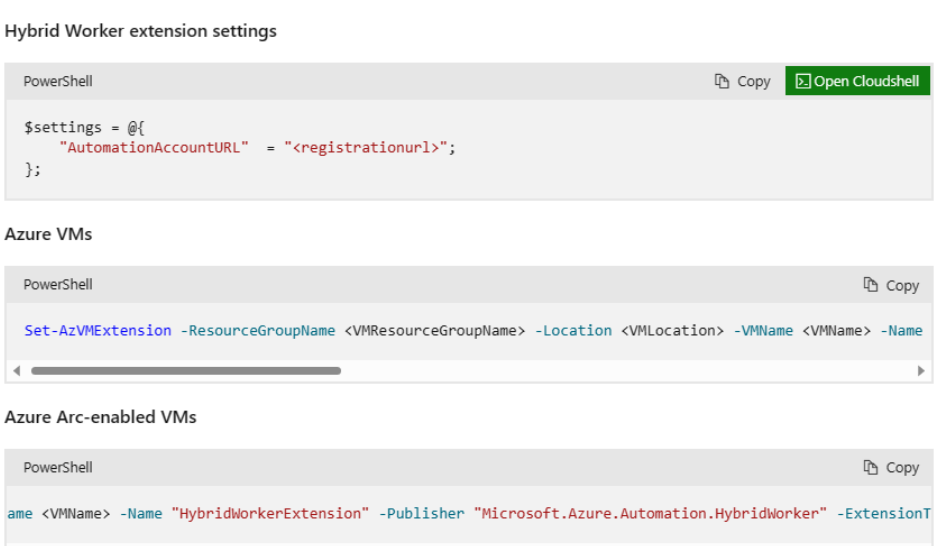 Hybrid Worker extension settings
PowerShell Copy Open Cloudshell
$settings = @{
    "AutomationAccountURL"  = "<registrationurl>";
};
Azure VMs
PowerShell Copy
Set-AzVMExtension -ResourceGroupName <VMResourceGroupName> -Location <VMLocation> -VMName <VMName> -Name
Azure Arc-enabled VMs
PowerShell Copy
ame <VMName> -Name "HybridWorkerExtension" -Publisher "Microsoft.Azure.Automation.HybridWorker" -ExtensionT